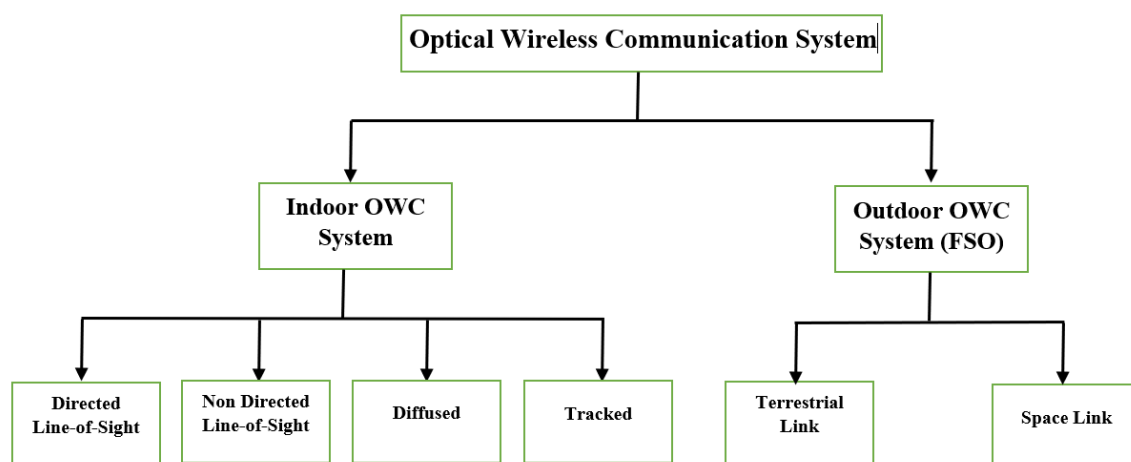 Optical Wireless Communication System
Indoor OWC
System
Outdoor OWC
System (FSO)
Directed
Line-of-Sight
Non Directed
Line-of-Sight
Diffused
Tracked
Terrestrial
Link
Space Link